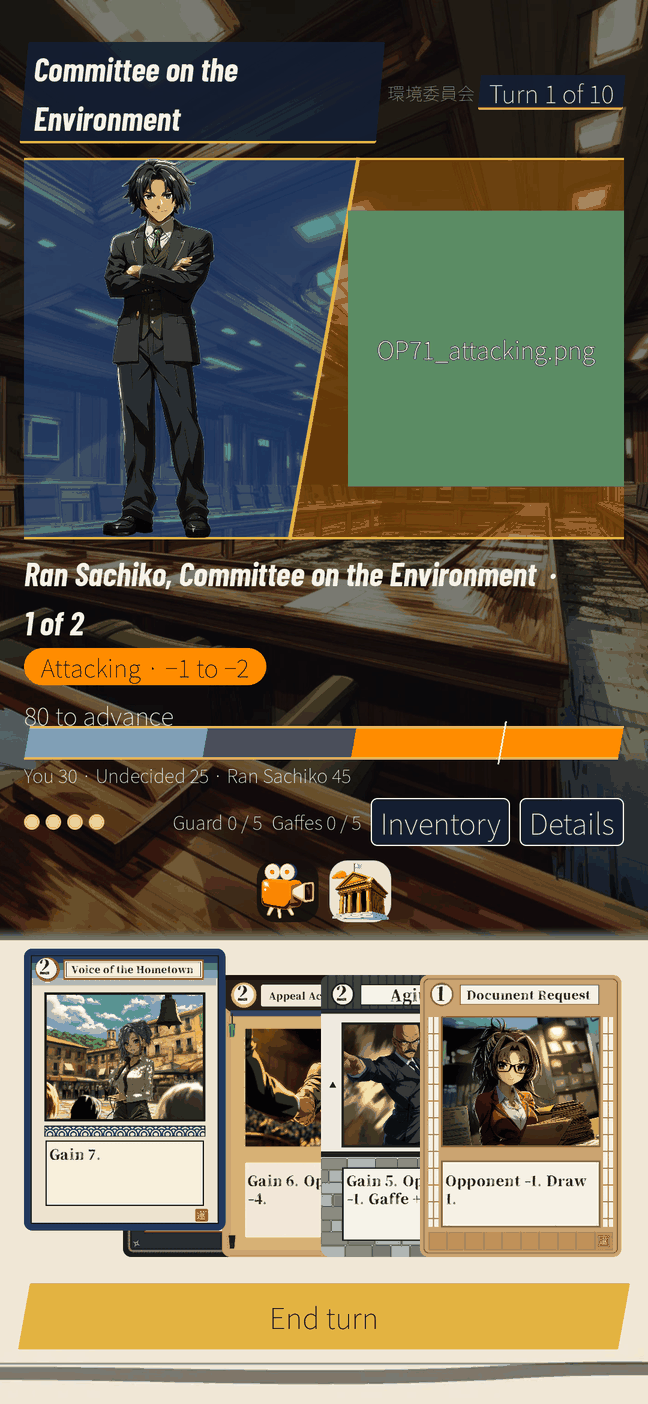 Committee on the
Environment
環境委員会
Turn 1 of 10
OP71_attacking.png
Ran Sachiko, Committee on the Environment ·
1 of 2
Attacking · −1 to −2
80 to advance
You 30 · Undecided 25 · Ran Sachiko 45
Guard 0 / 5 Gaffes 0 / 5
Inventory
Details
2 Voice of the Hometown
Gain 7.
2 Appeal
Gain 6.
-4.
2
Gain 5.
-1. Gaffe
1 Document Request
Opponent -1. Draw
1.
End turn